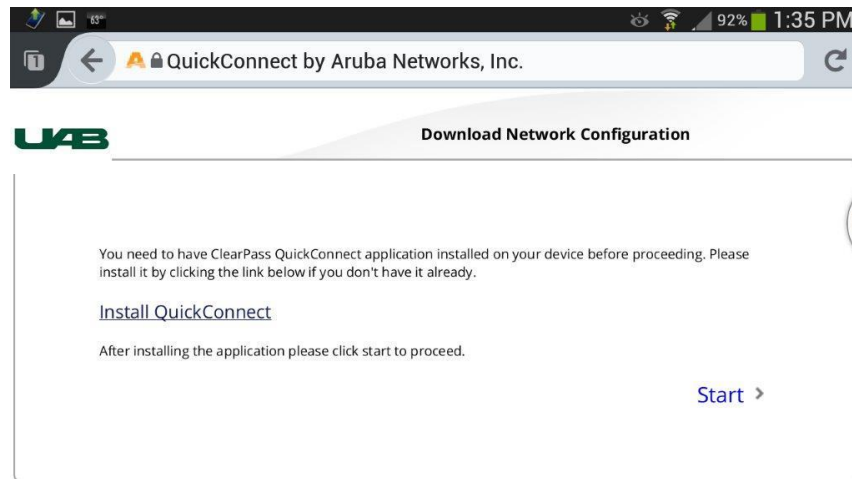 63°
92% 1:35 PM
1 QuickConnect by Aruba Networks, Inc.
UAB
Download Network Configuration
You need to have ClearPass QuickConnect application installed on your device before proceeding. Please
install it by clicking the link below if you don't have it already.
Install QuickConnect
After installing the application please click start to proceed.
Start >